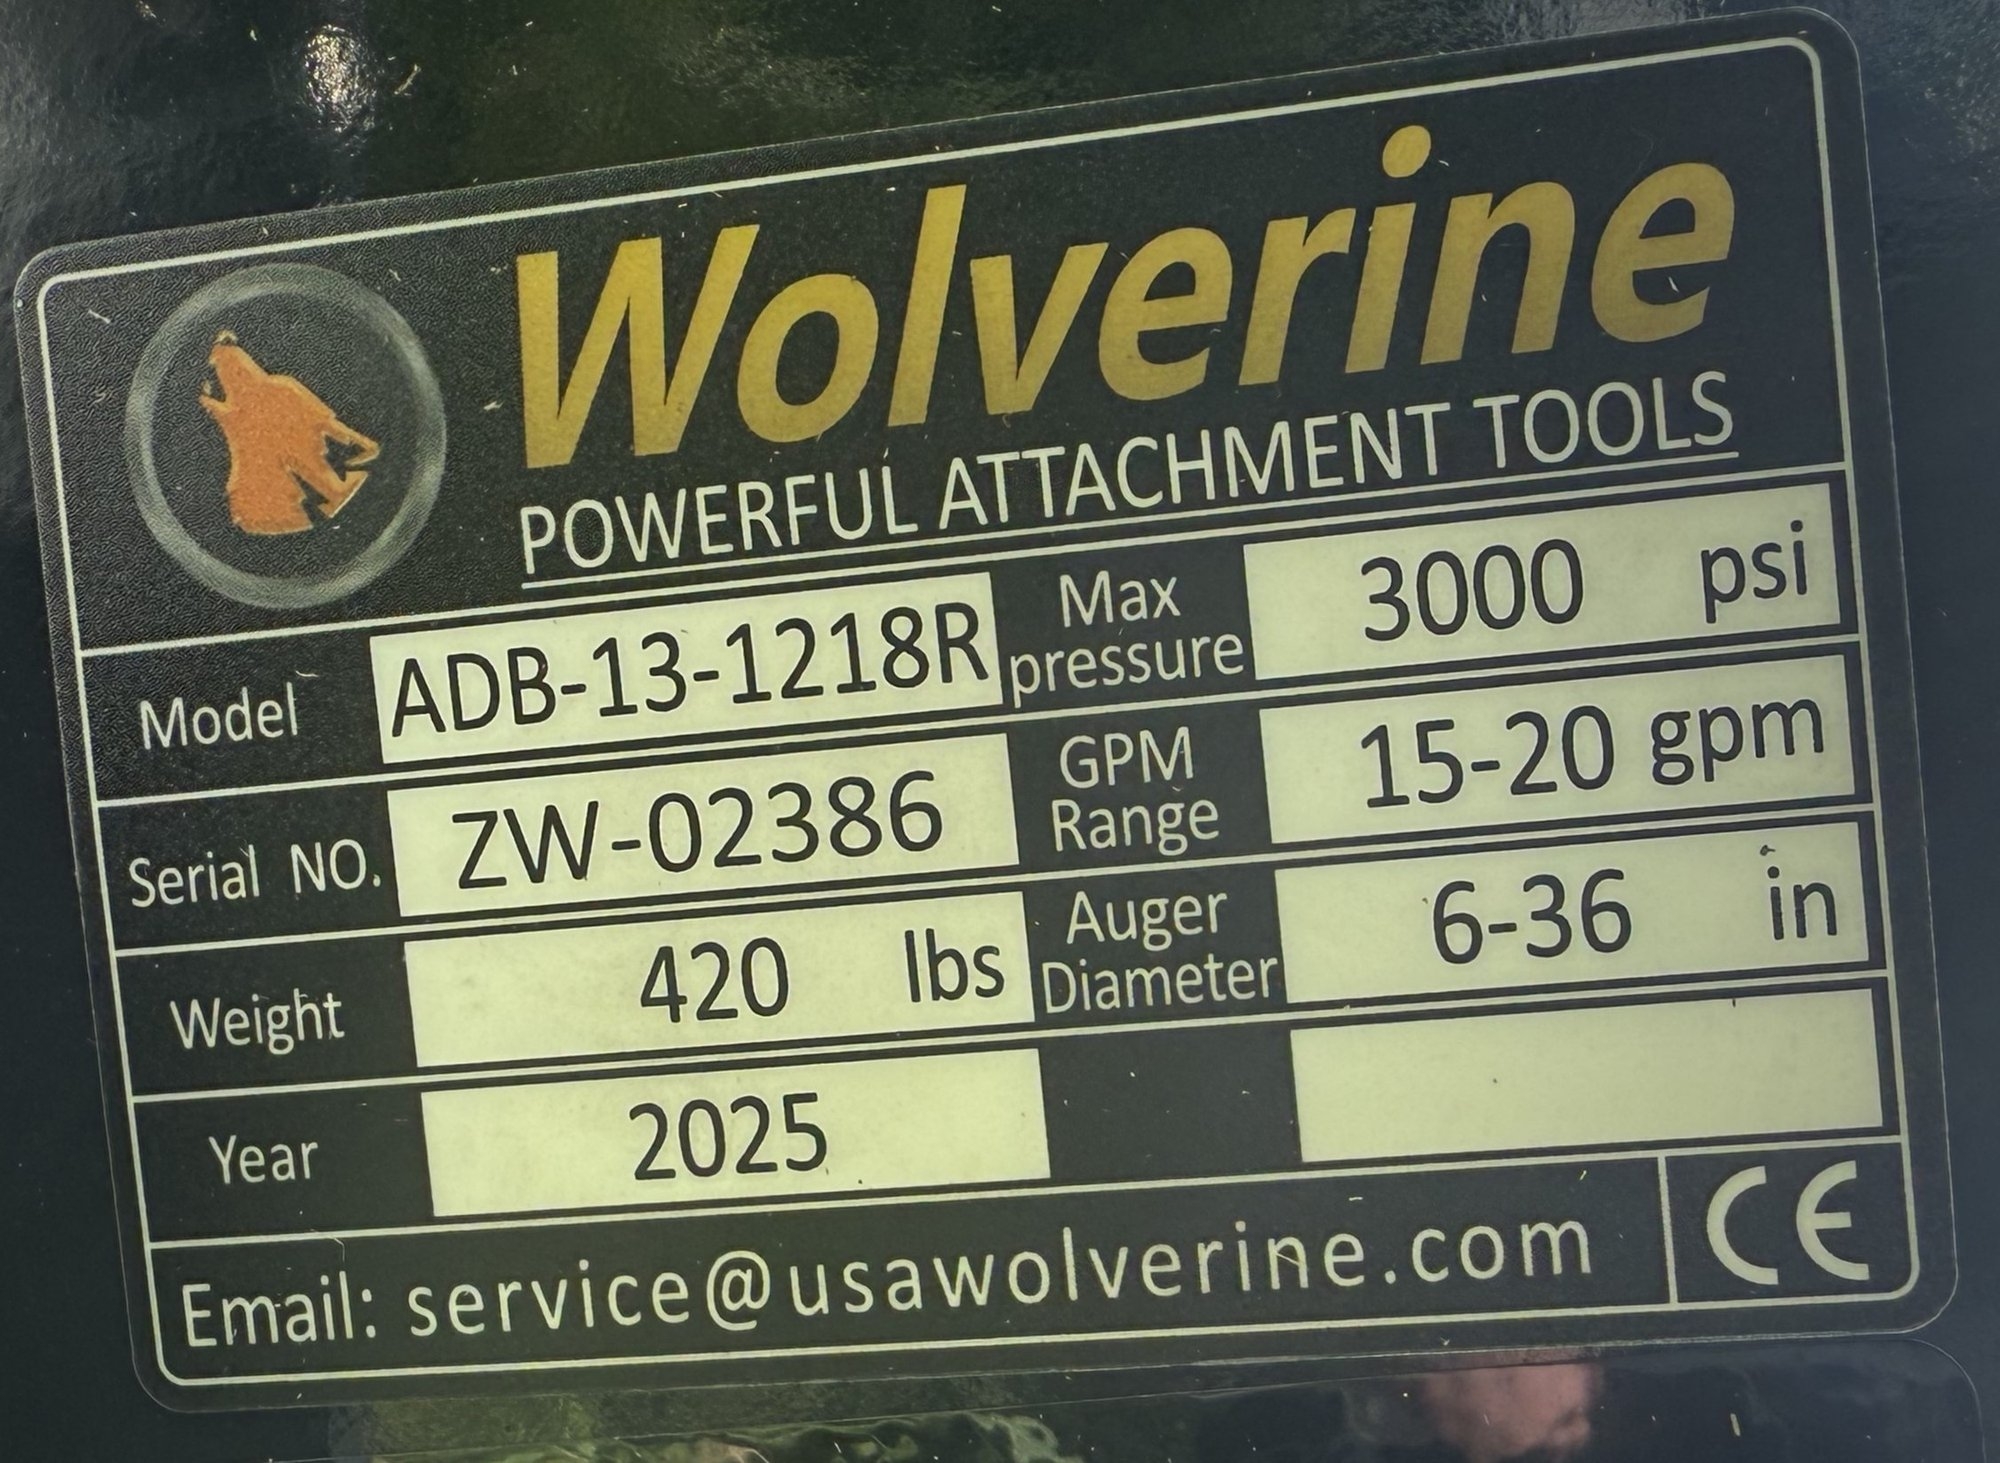 Wolverine
POWERFUL ATTACHMENT TOOLS
Model ADB-13-1218R Max pressure 3000 psi
Serial NO. ZW-02386 GPM Range 15-20 gpm
Weight 420 lbs Auger Diameter 6-36 in
Year 2025
Email: service@usawolverine.com CE